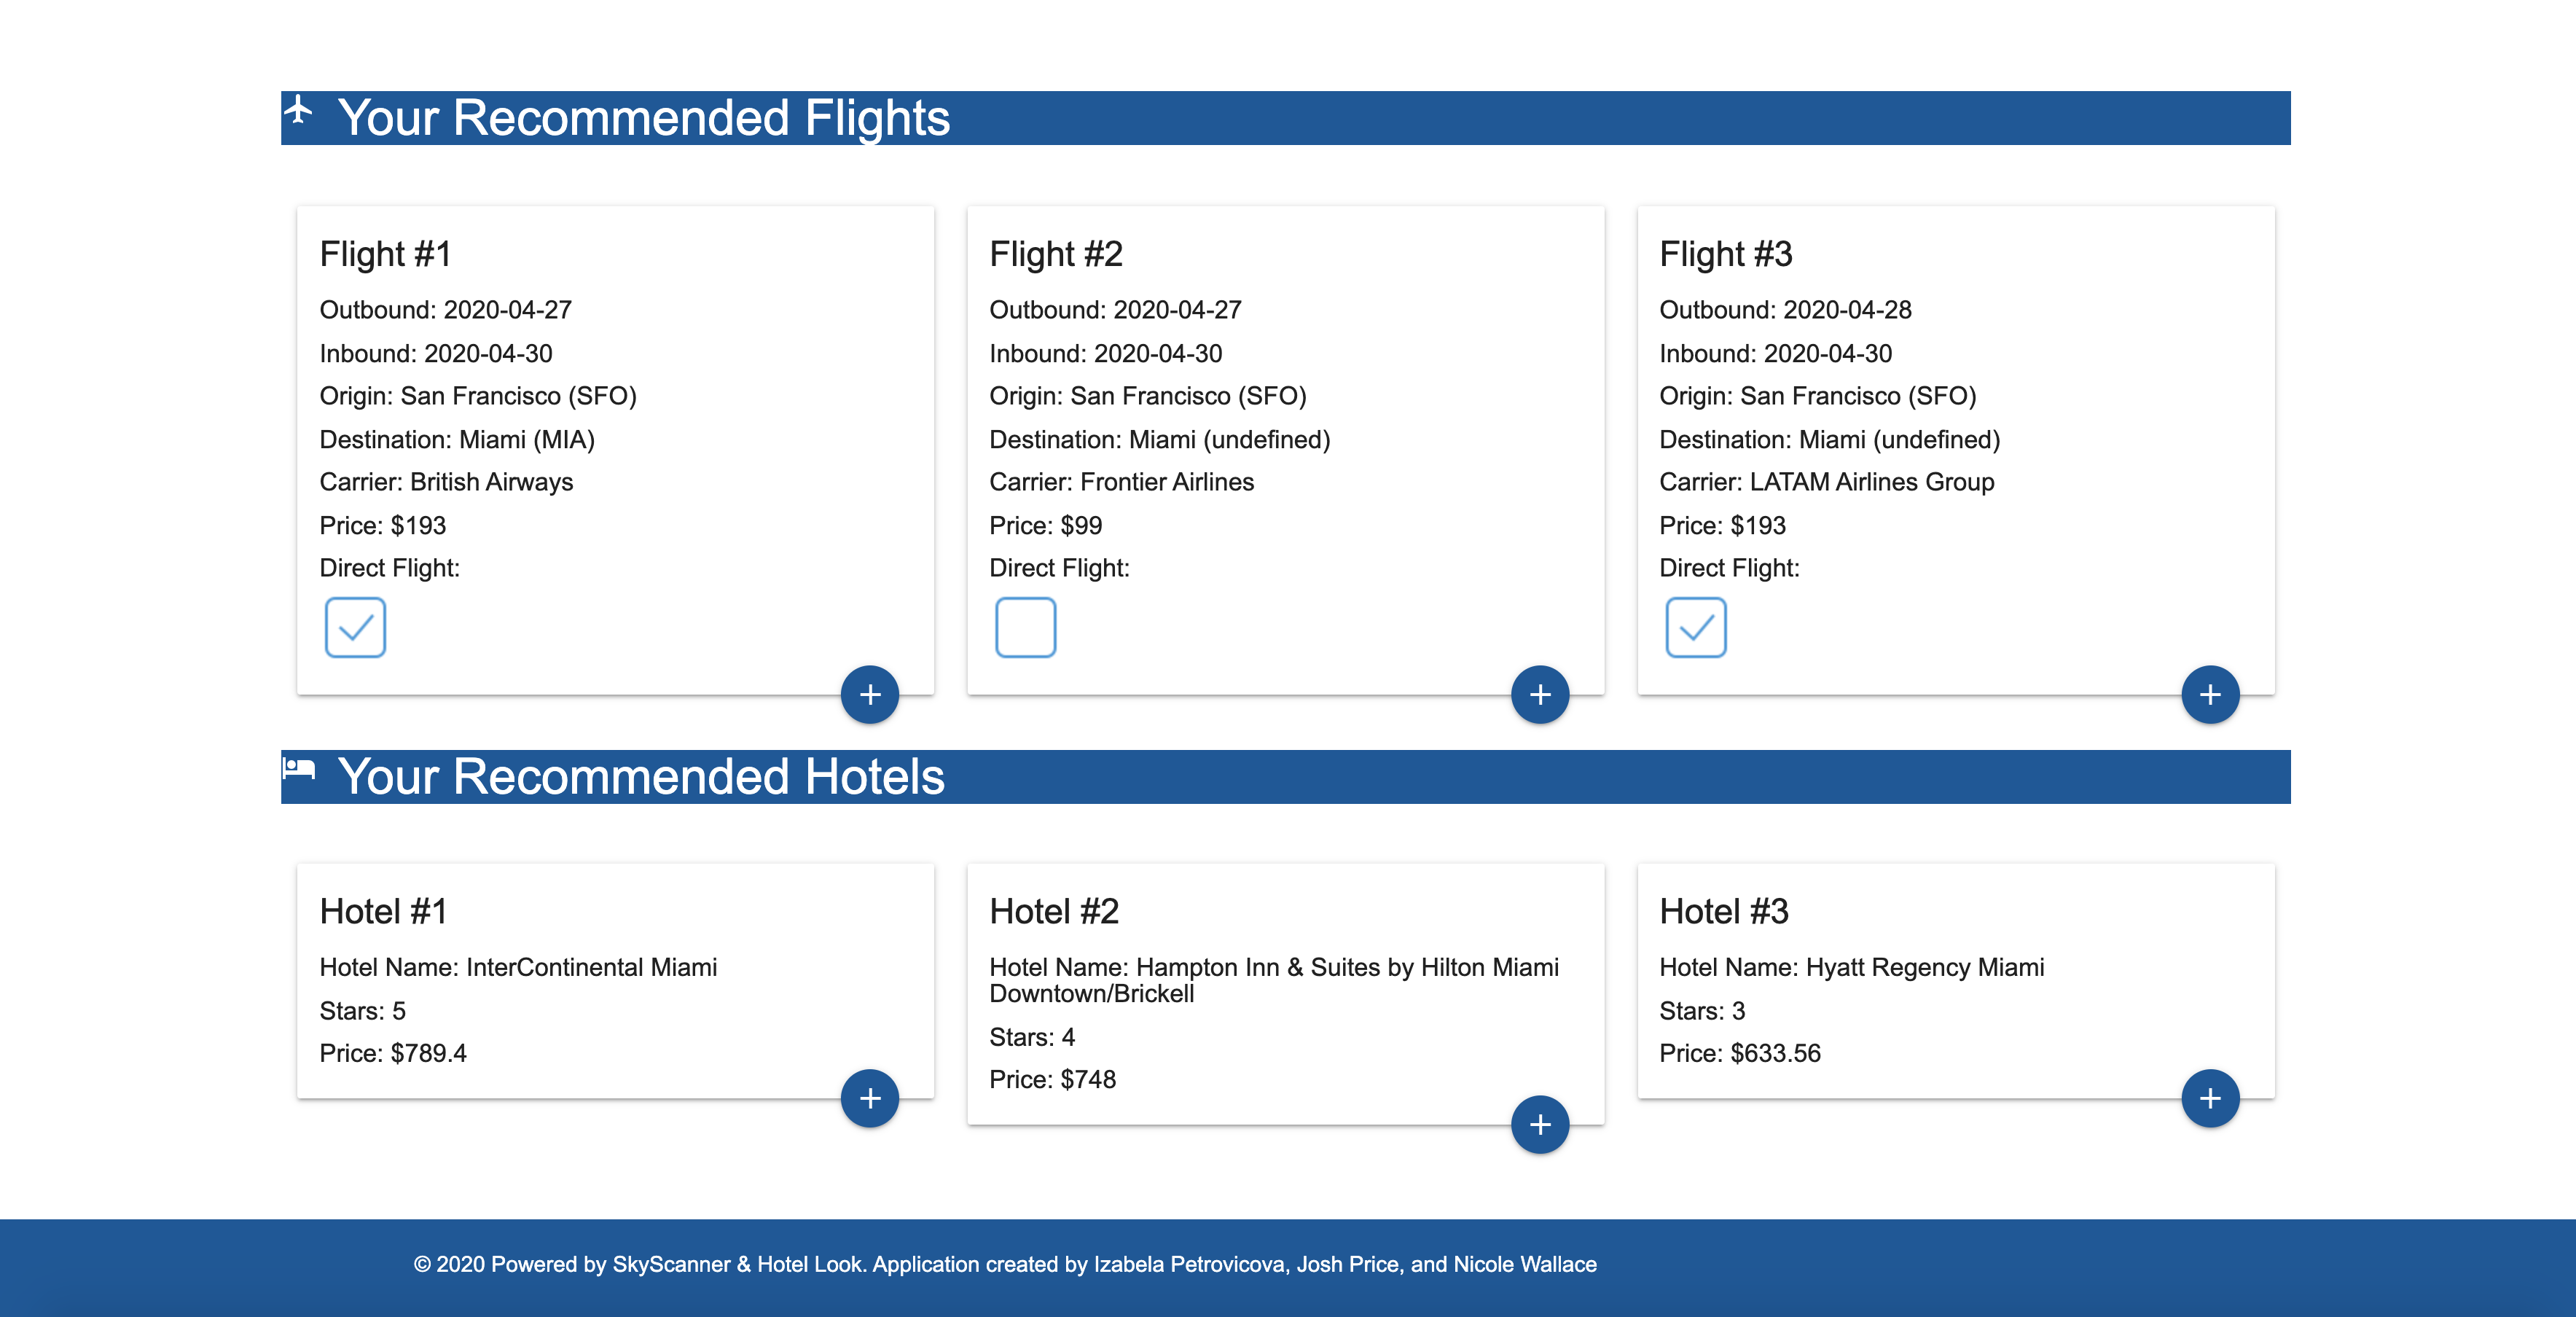 Your Recommended Flights
Flight #1
Outbound: 2020-04-27
Inbound: 2020-04-30
Origin: San Francisco (SFO)
Destination: Miami (MIA)
Carrier: British Airways
Price: $193
Direct Flight:
Flight #2
Outbound: 2020-04-27
Inbound: 2020-04-30
Origin: San Francisco (SFO)
Destination: Miami (undefined)
Carrier: Frontier Airlines
Price: $99
Direct Flight:
Flight #3
Outbound: 2020-04-28
Inbound: 2020-04-30
Origin: San Francisco (SFO)
Destination: Miami (undefined)
Carrier: LATAM Airlines Group
Price: $193
Direct Flight:
Your Recommended Hotels
Hotel #1
Hotel Name: InterContinental Miami
Stars: 5
Price: $789.4
Hotel #2
Hotel Name: Hampton Inn & Suites by Hilton Miami
Downtown/Brickell
Stars: 4
Price: $748
Hotel #3
Hotel Name: Hyatt Regency Miami
Stars: 3
Price: $633.56
© 2020 Powered by SkyScanner & Hotel Look. Application created by Izabela Petrovicova, Josh Price, and Nicole Wallace